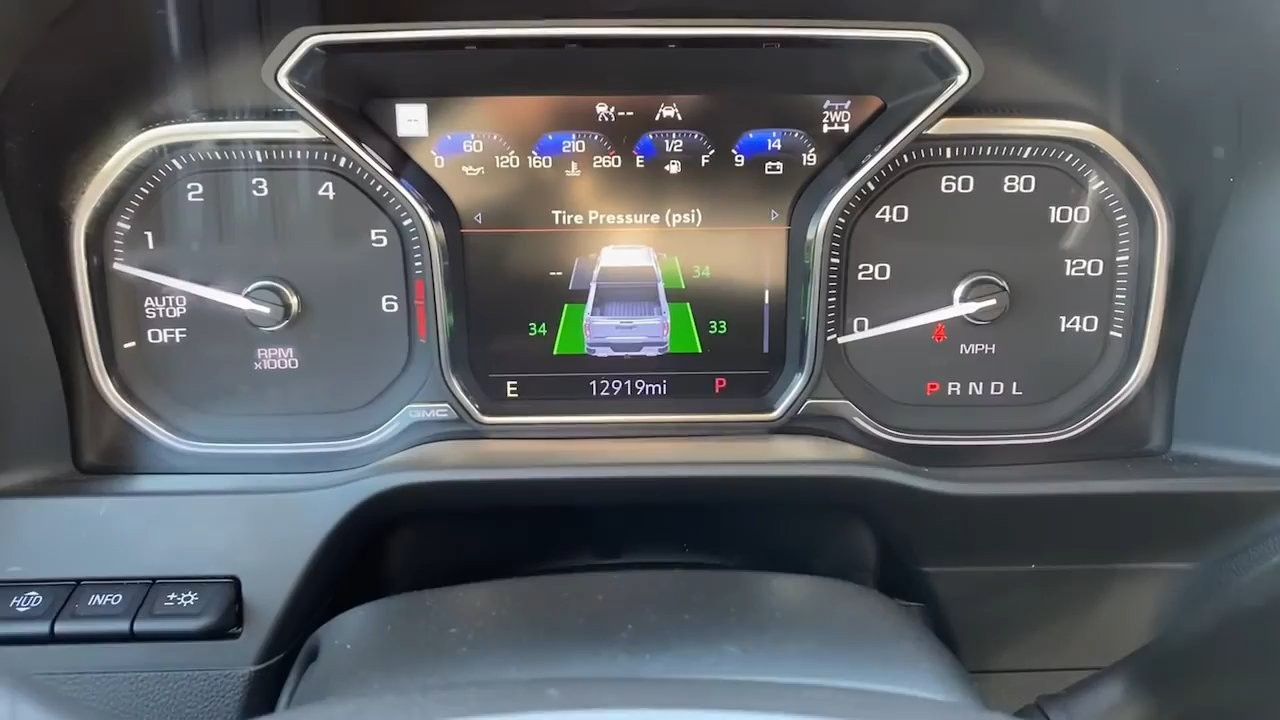 2WD
60
0 120
210
160 260
1/2
E F
14
9 19
Tire Pressure (psi)
-- 34
34 33
E 12919mi P
1 2 3 4 5 6
AUTO
STOP
OFF
RPM
x1000
GMC
0 20 40 60 80 100 120 140
MPH
P R N D L
HUD
INFO